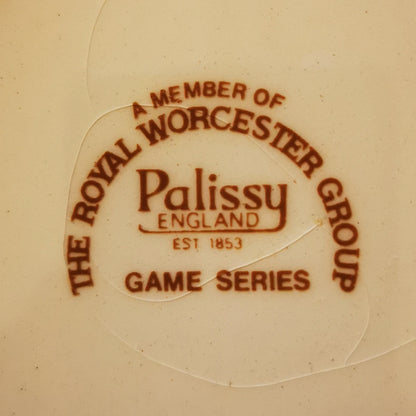 A MEMBER OF
THE ROYAL WORCESTER GROUP
Palissy
ENGLAND
EST 1853
GAME SERIES